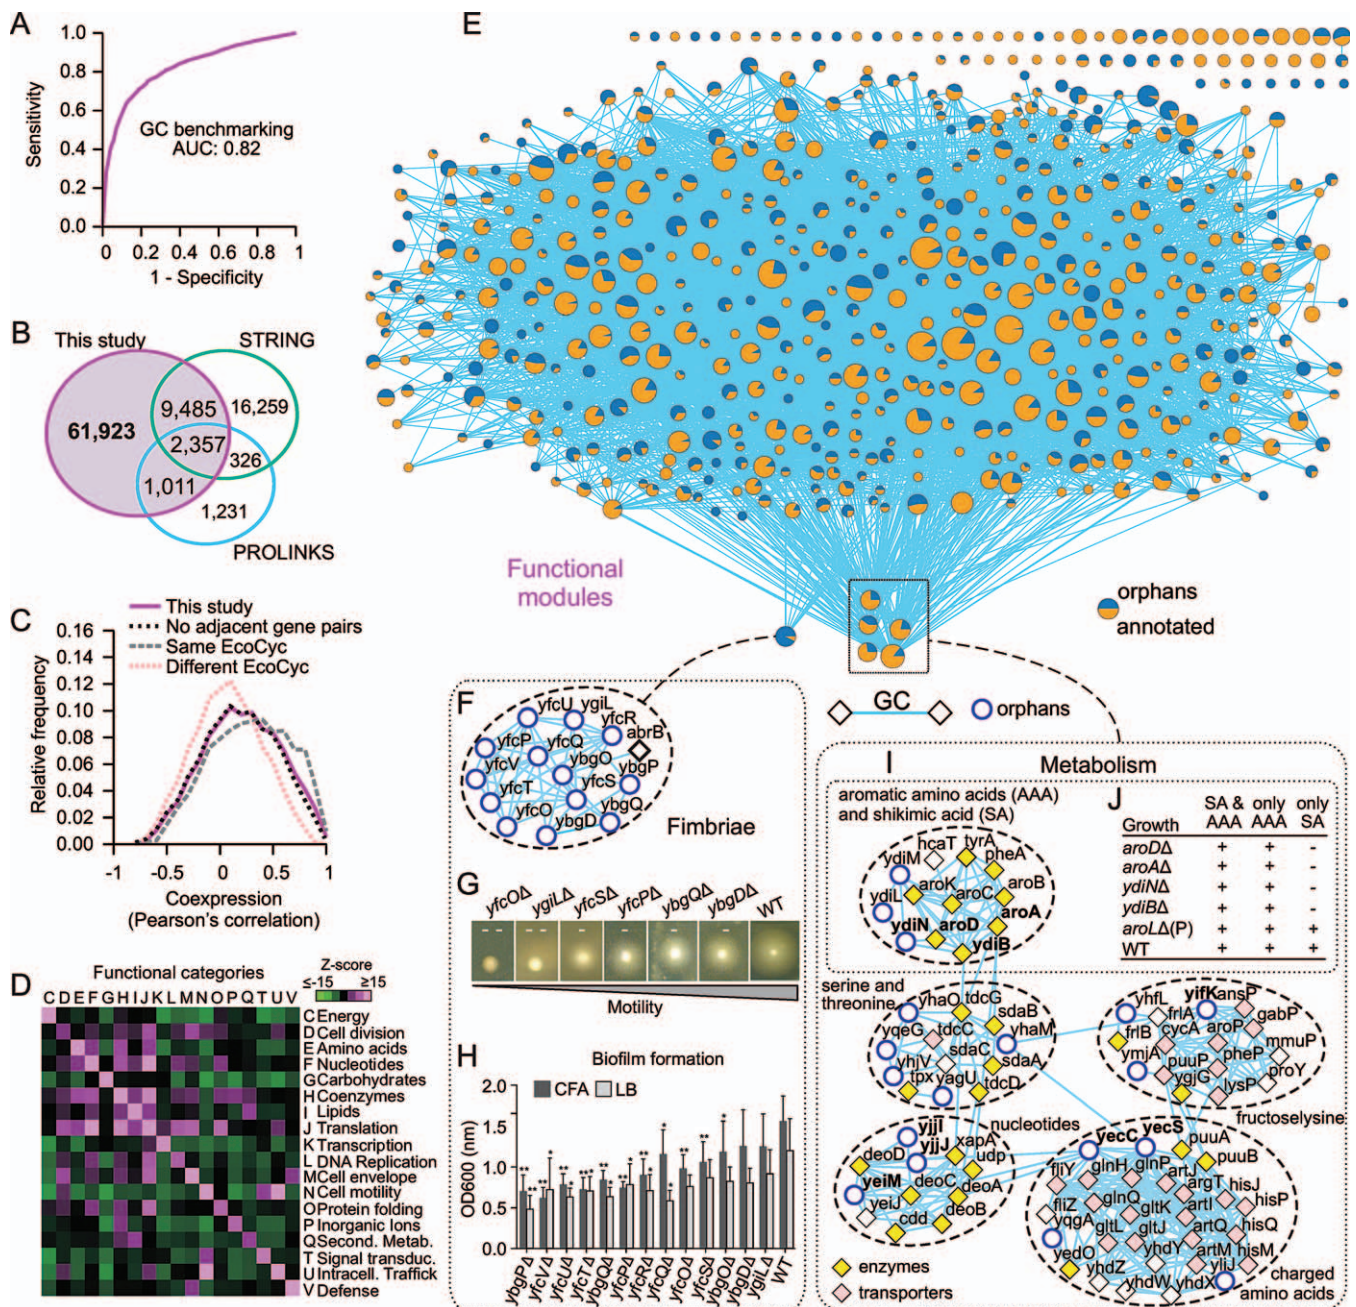 A
1.0
0.8
0.6
0.4
0.2
0.0
Sensitivity
GC benchmarking
AUC: 0.82
0 0.2 0.4 0.6 0.8 1
1 - Specificity
B
This study
STRING
61,923
9,485
16,259
2,357
326
1,011
1,231
PROLINKS
C
This study
No adjacent gene pairs
Same EcoCyc
Different EcoCyc
0.16
0.14
0.12
0.10
0.08
0.06
0.04
0.02
0.00
Relative frequency
-1 -0.5 0 0.5 1
Coexpression
(Pearson's correlation)
D
Functional categories
Z-score
≤-15 ≥15
C D E F G H I J K L M N O P Q T U V
C Energy
D Cell division
E Amino acids
F Nucleotides
G Carbohydrates
H Coenzymes
I Lipids
J Translation
K Transcription
L DNA Replication
M Cell envelope
N Cell motility
O Protein folding
P Inorganic Ions
Q Second. Metab.
T Signal transduc.
U Intracell. Traffick
V Defense
E
Functional
modules
orphans
annotated
GC
orphans
F
yfcU ygiL
yfcR
yfcP yfcQ abrB
yfcV ybgO ybgP
yfcT yfcS
yfcO ybgD ybgQ
Fimbriae
G
yfcOΔ ygiLΔ yfcSΔ yfcPΔ ybgQΔ ybgDΔ WT
Motility
H
Biofilm formation
CFA LB
2.0
1.5
1.0
0.5
0.0
OD600 (nm)
** ** * ** * ** * ** * ** * ** * ** * * * ** ** *
ybgPΔ yfcVΔ yfcUΔ yfcTΔ ybgQΔ yfcPΔ yfcRΔ yfcQΔ yfcOΔ yfcSΔ ybgOΔ ybgDΔ ygiLΔ WT
I
Metabolism
aromatic amino acids (AAA)
and shikimic acid (SA)
hcaT tyrA
ydiM pheA
aroK
ydiL aroC aroB
aroA
ydiN aroD
ydiB
J
SA & only only
Growth AAA AAA SA
aroDΔ + + -
aroAΔ + + -
ydiNΔ + + -
ydiBΔ + + -
aroLΔ(P) + + +
WT + + +
serine and
threonine
yhaO tdcG
sdaB
yqeG tdcC yhaM
yhjV sdaC
sdaA
tpx yagU tdcD
yhfL yifK ansP
frlA gabP
frlB cycA aroP
mmuP
ymjA puuP pheP
proY
ygjG lysP
fructoselysine
nucleotides
yjjI
yjjJ xapA
deoD udp
yeiM deoC deoA
yeiJ deoB
cdd
yecC yecS
puuA
puuB
fliY glnH glnP artJ
argT hisJ
fliZ glnQ gltK artI hisP
yqgA gltL gltJ artQ hisQ
yedO yhdY artM hisM
yhdZ yliJ
yhdW yhdX
charged
amino acids
enzymes
transporters